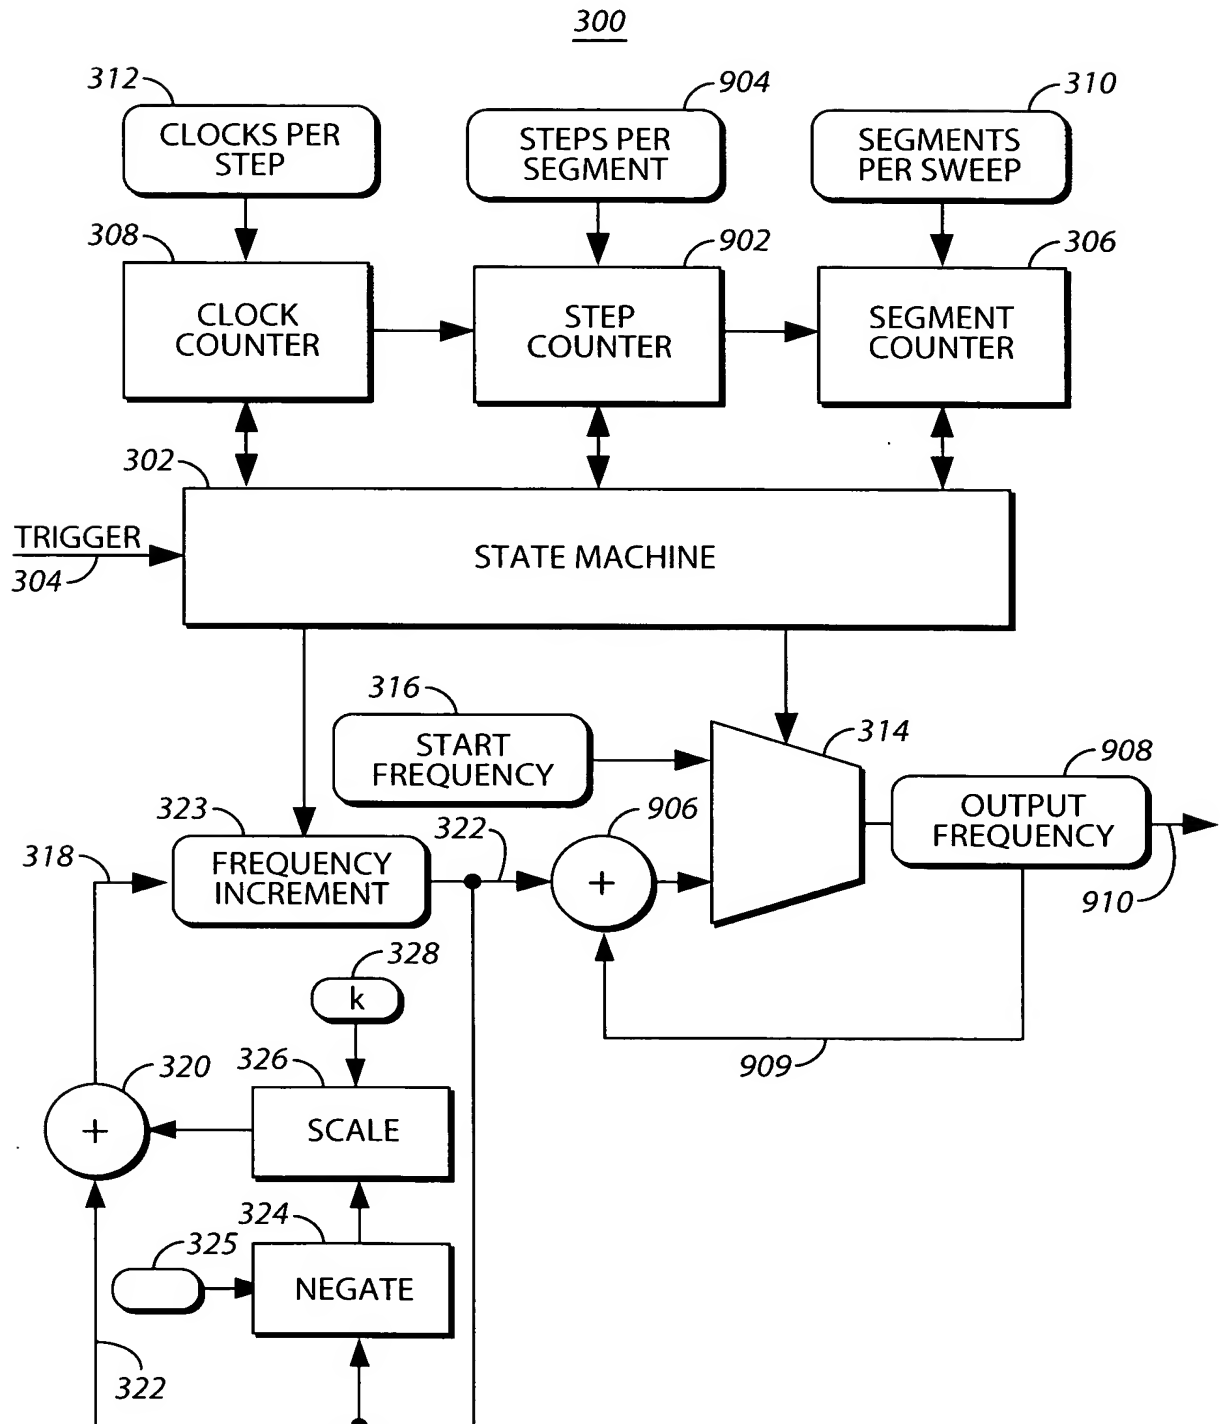 300
312
904
310
CLOCKS PER
STEP
STEPS PER
SEGMENT
SEGMENTS
PER SWEEP
308
902
306
CLOCK
COUNTER
STEP
COUNTER
SEGMENT
COUNTER
302
TRIGGER
304
STATE MACHINE
316
START
FREQUENCY
314
908
OUTPUT
FREQUENCY
910
906
323
322
318
FREQUENCY
INCREMENT
+
328
k
909
326
320
+
SCALE
324
325
NEGATE
322